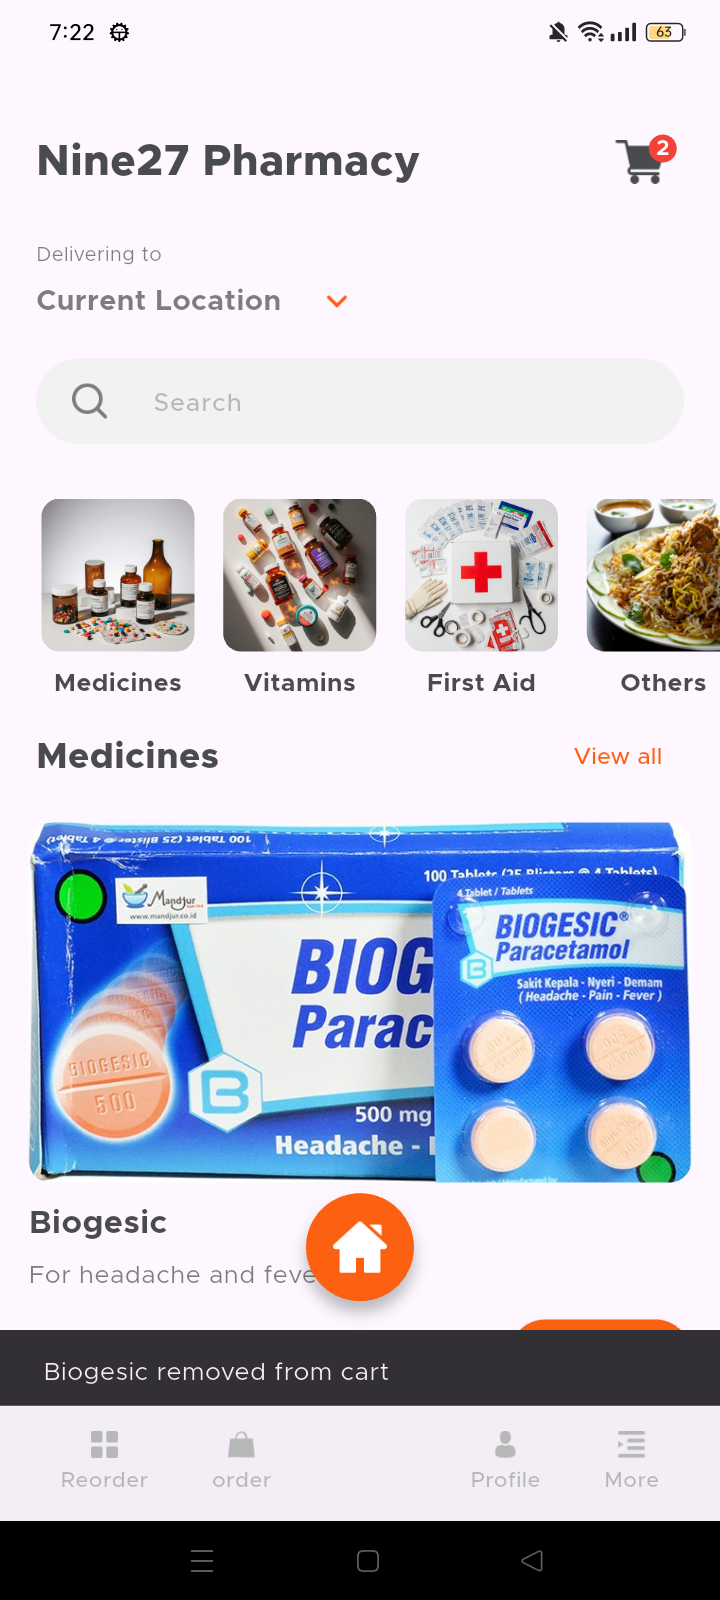 7:22
63
Nine27 Pharmacy
2
Delivering to
Current Location
Search
Medicines
Vitamins
First Aid
Others
Medicines
View all
100 Tablet (25 Blister @ 4 Tablet)
100 Tablets (25 Blisters @ 4 Tablets)
4 Tablet / Tablets
Mandjur
www.mandjur.co.id
BIOGESIC®
Paracetamol
Sakit Kepala - Nyeri - Demam
(Headache - Pain - Fever)
BIOG
Parac
BIOGESIC
500
B
B
500 mg
Headache -
Biogesic
For headache and feve
Biogesic removed from cart
Reorder
order
Profile
More